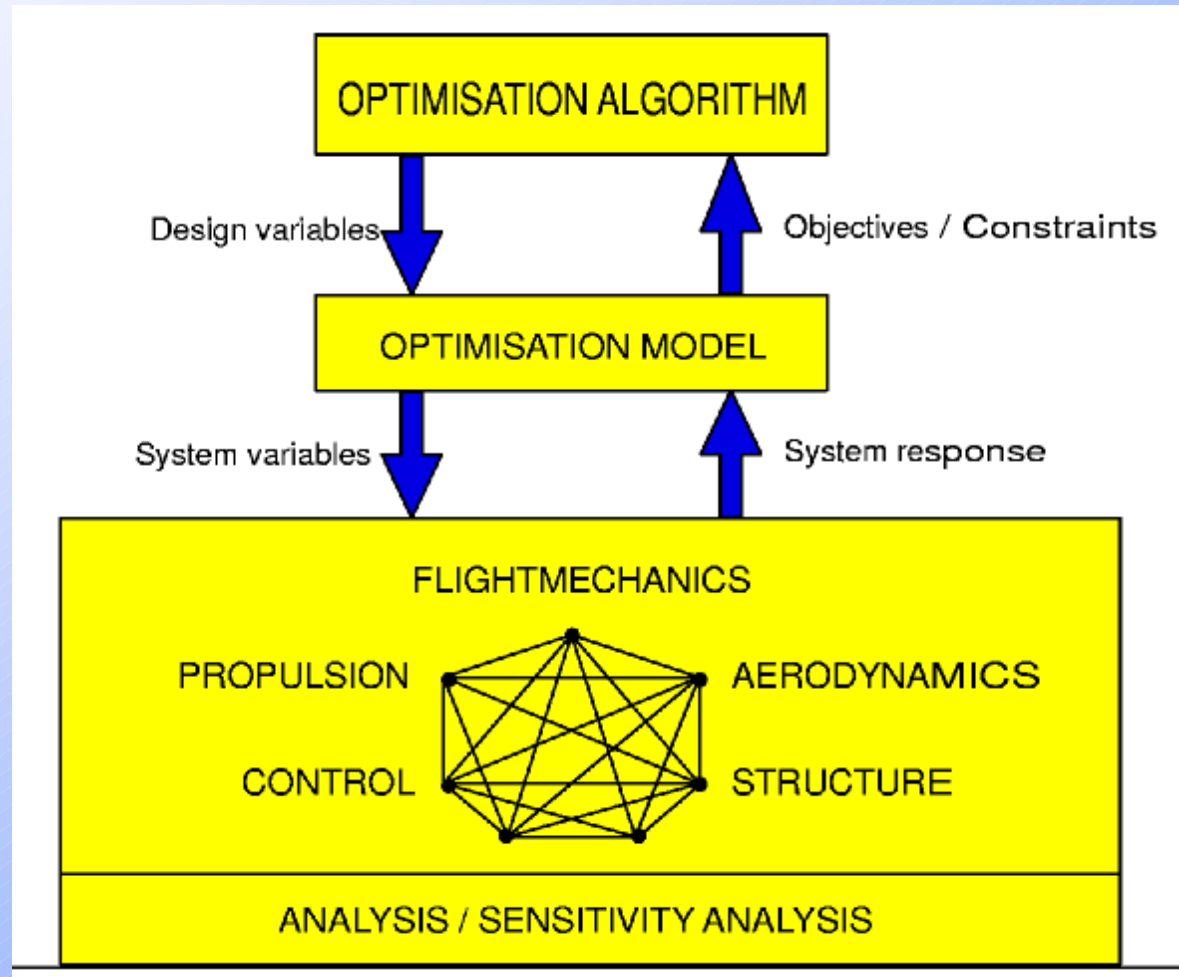 OPTIMISATION ALGORITHM
Design variables
Objectives / Constraints
OPTIMISATION MODEL
System variables
System response
FLIGHTMECHANICS
PROPULSION
AERODYNAMICS
CONTROL
STRUCTURE
ANALYSIS / SENSITIVITY ANALYSIS